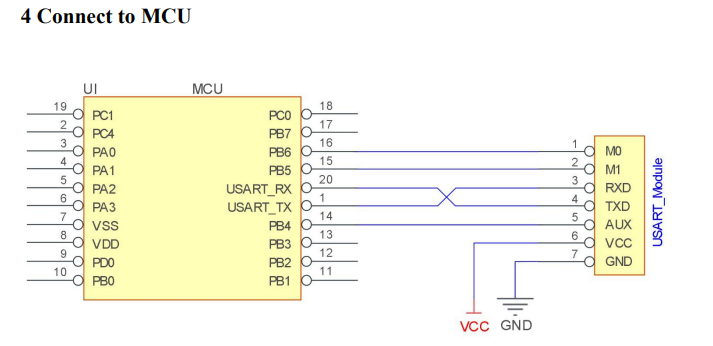 4 Connect to MCU
UI MCU
19 PC1 PC0 18
2 PC4 PB7 17
3 PA0 PB6 16 1 M0
4 PA1 PB5 15 2 M1
5 PA2 USART_RX 20 3 RXD
6 PA3 USART_TX 1 4 TXD
7 VSS PB4 14 5 AUX
8 VDD PB3 13 6 VCC
9 PD0 PB2 12 7 GND
10 PB0 PB1 11
USART_Module
VCC GND